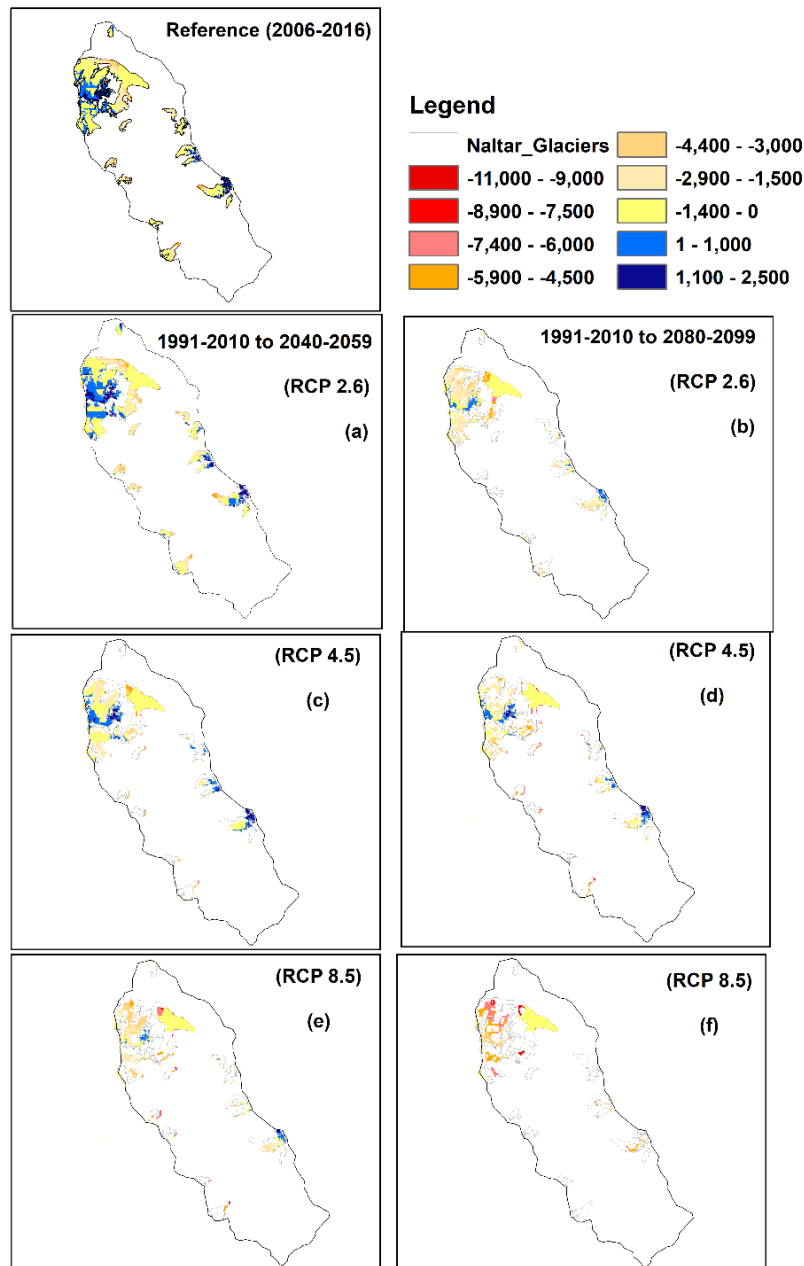 Reference (2006-2016)
Legend
Naltar_Glaciers
-11,000 - -9,000
-8,900 - -7,500
-7,400 - -6,000
-5,900 - -4,500
-4,400 - -3,000
-2,900 - -1,500
-1,400 - 0
1 - 1,000
1,100 - 2,500
1991-2010 to 2040-2059
(RCP 2.6)
(a)
1991-2010 to 2080-2099
(RCP 2.6)
(b)
(RCP 4.5)
(c)
(RCP 4.5)
(d)
(RCP 8.5)
(e)
(RCP 8.5)
(f)